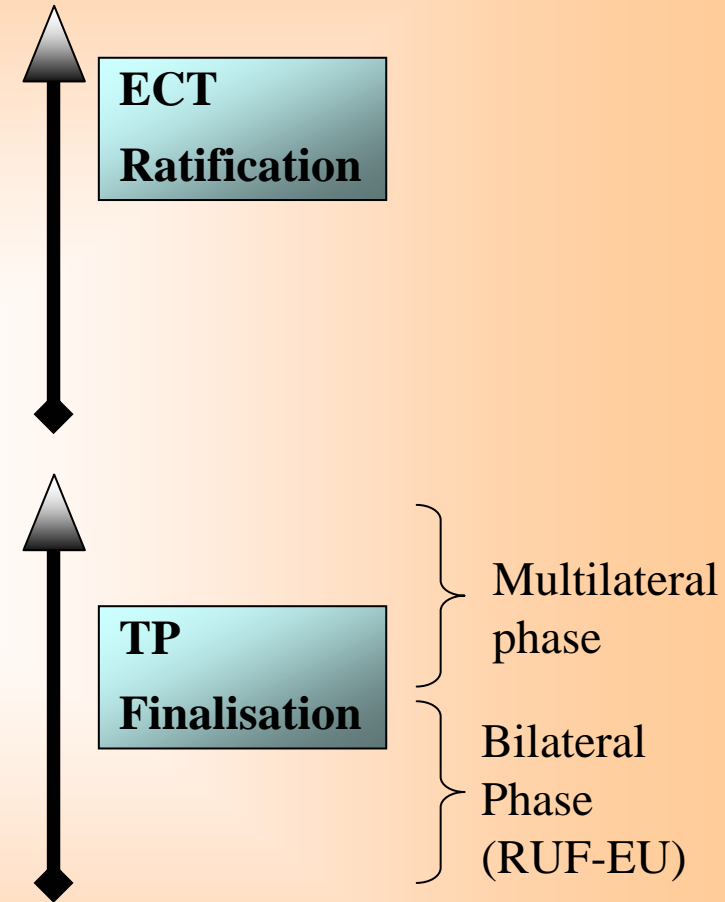 ECT
Ratification
TP
Finalisation
Multilateral
phase
Bilateral
Phase
(RUF-EU)